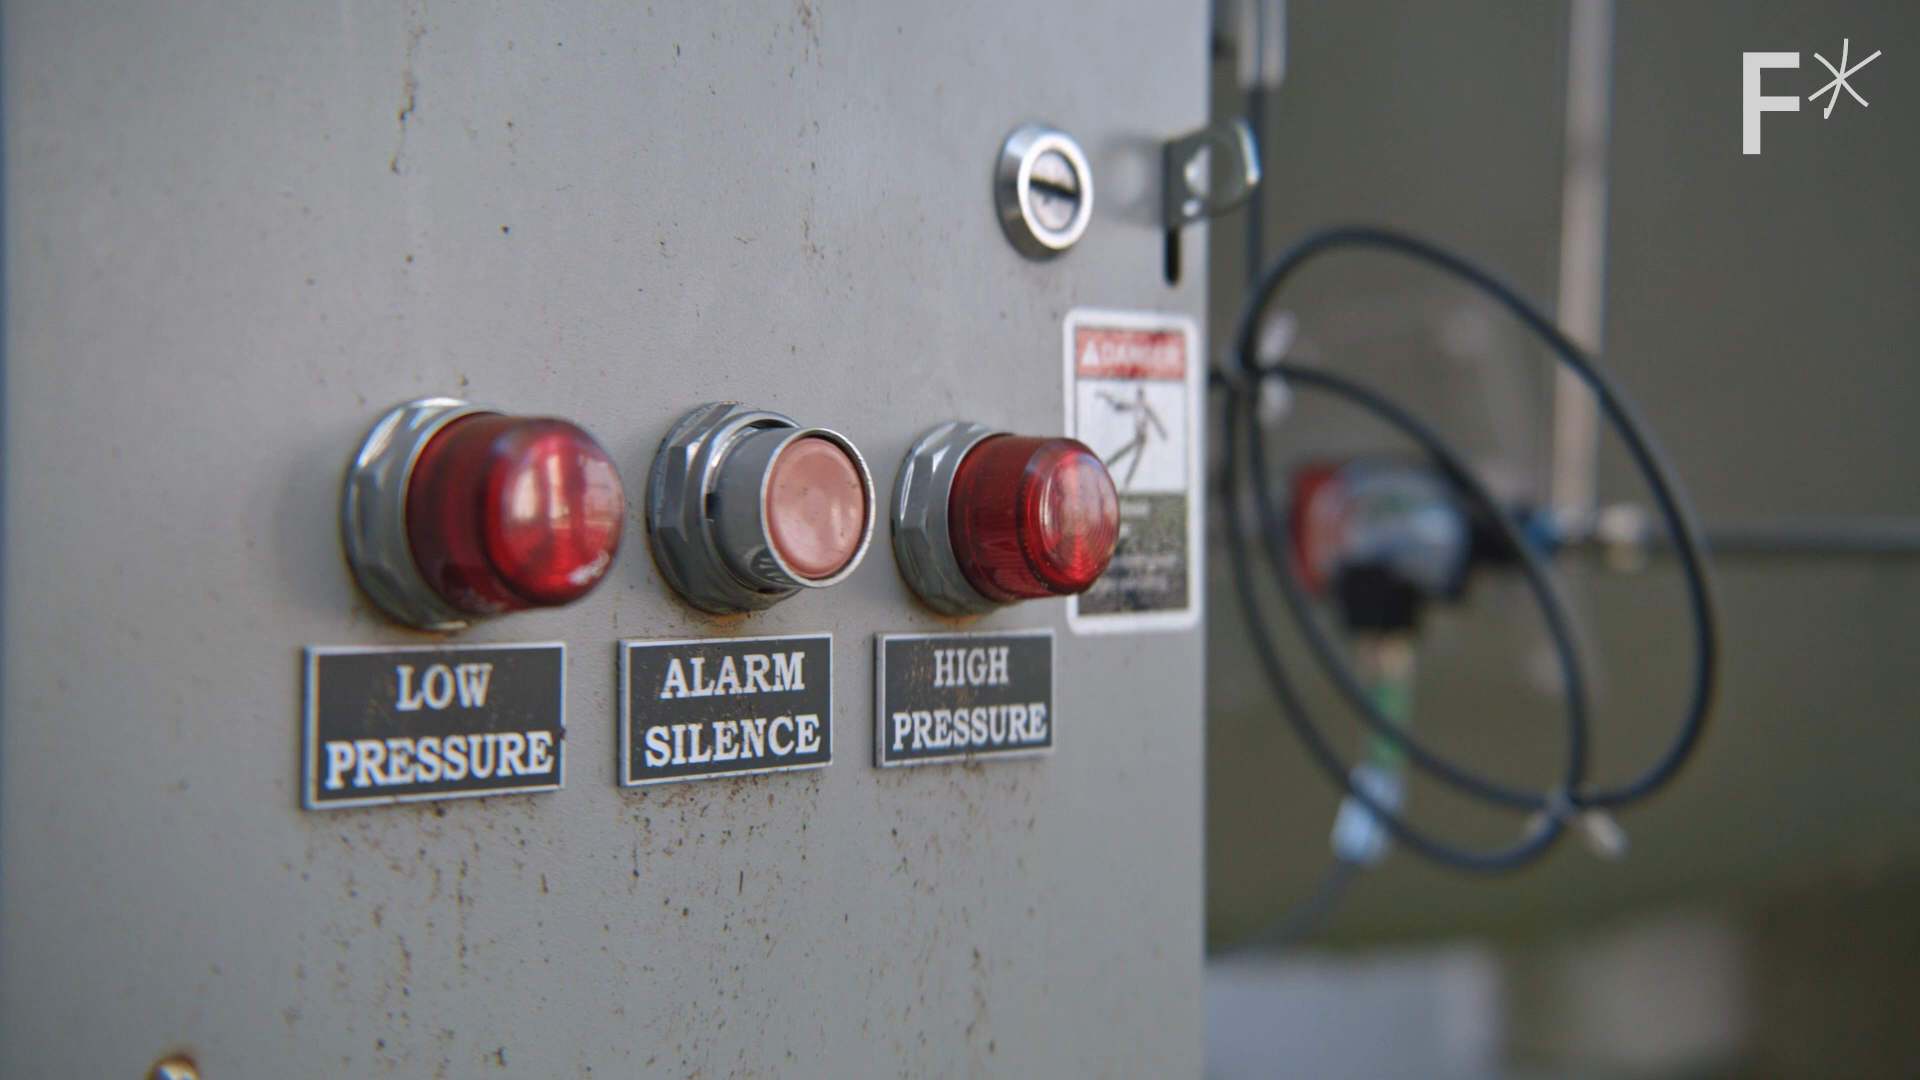 F*
DANGER
LOW
PRESSURE
ALARM
SILENCE
HIGH
PRESSURE